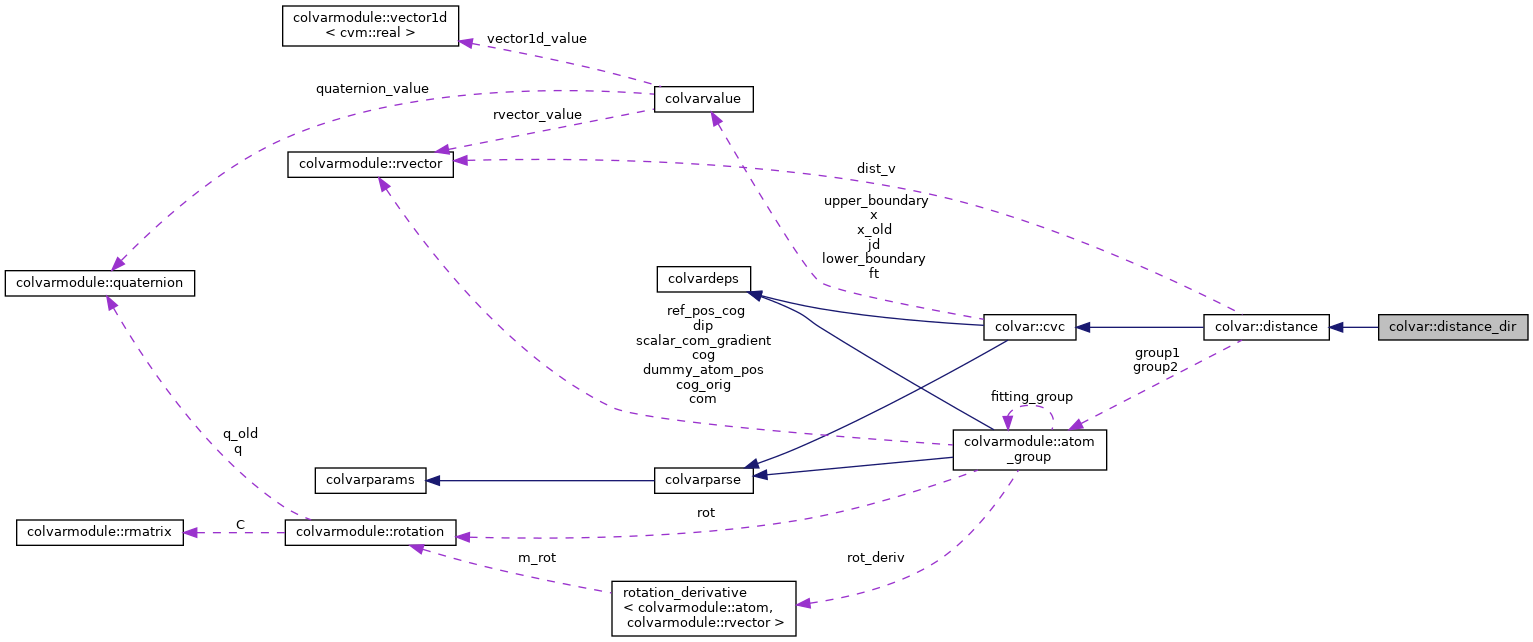 colvarmodule::vector1d
< cvm::real >
vector1d_value
quaternion_value
colvarvalue
rvector_value
colvarmodule::rvector
dist_v
upper_boundary
x
x_old
jd
lower_boundary
ft
colvardeps
colvarmodule::quaternion
ref_pos_cog
dip
scalar_com_gradient
cog
dummy_atom_pos
cog_orig
com
colvar::cvc
colvar::distance
colvar::distance_dir
group1
group2
fitting_group
colvarmodule::atom
_group
q_old
q
colvarparams
colvarparse
rot
C
colvarmodule::rmatrix
colvarmodule::rotation
m_rot
rot_deriv
rotation_derivative
< colvarmodule::atom,
colvarmodule::rvector >